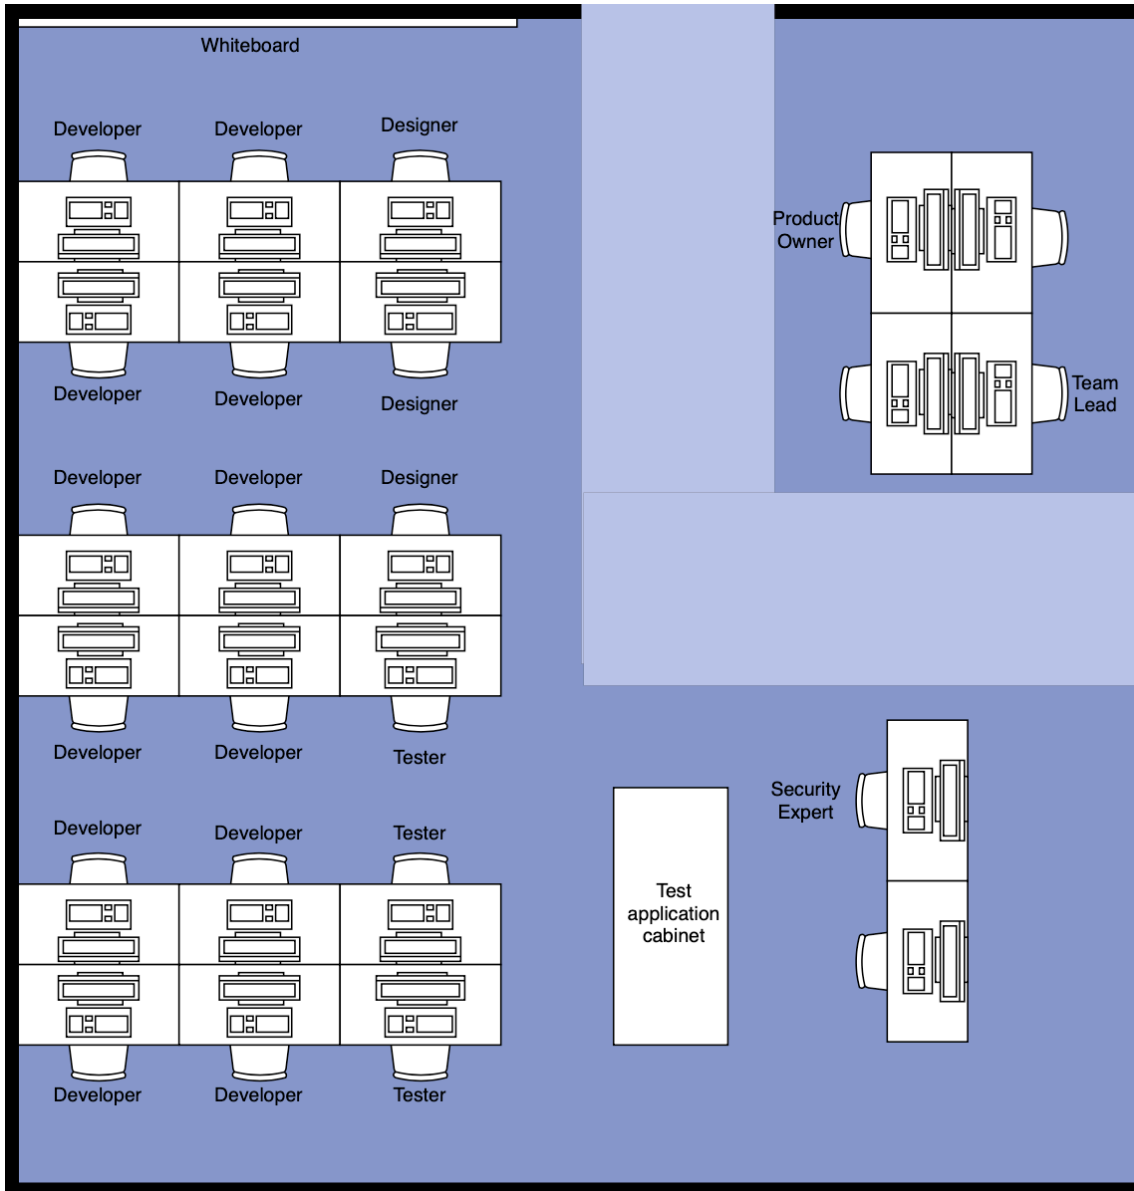 Whiteboard
Developer
Developer
Designer
Product
Owner
Developer
Developer
Designer
Team
Lead
Developer
Developer
Designer
Developer
Developer
Tester
Security
Expert
Developer
Developer
Tester
Test
application
cabinet
Developer
Developer
Tester